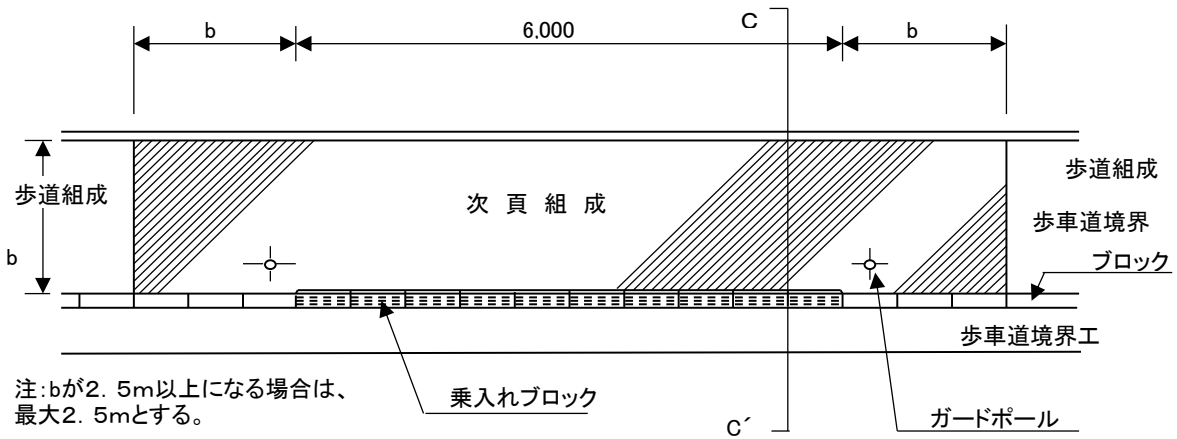 C
b
6,000
b
歩道組成
歩道組成
次頁組成
歩車道境界
ブロック
b
歩車道境界工
注:bが2.5m以上になる場合は、
最大2.5mとする。
乗入れブロック
ガードポール
C´